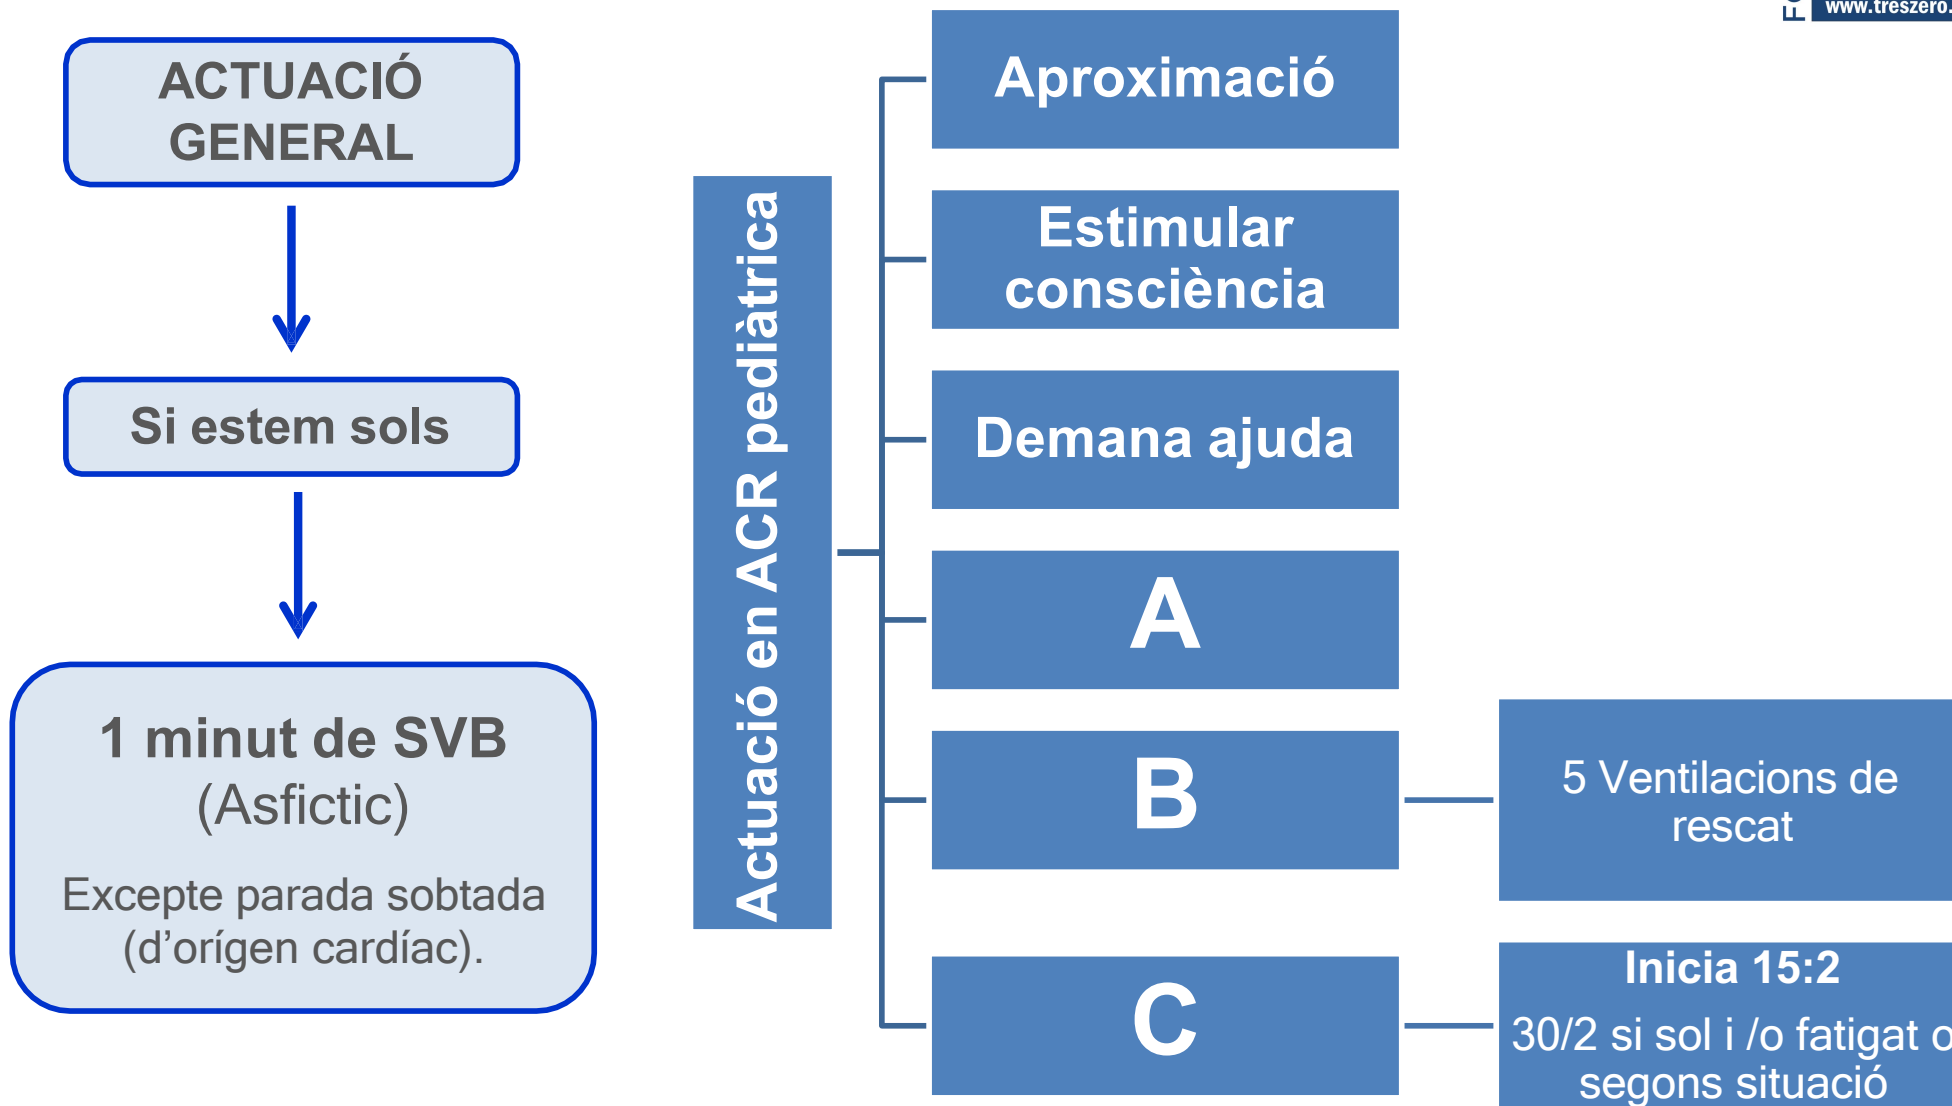 www.treszero.
ACTUACIÓ
GENERAL
Si estem sols
1 minut de SVB
(Asfictic)
Excepte parada sobtada
(d’orígen cardíac).
Actuació en ACR pediàtrica
Aproximació
Estimular
consciència
Demana ajuda
A
B
5 Ventilacions de
rescat
C
Inicia 15:2
30/2 si sol i /o fatigat o
segons situació